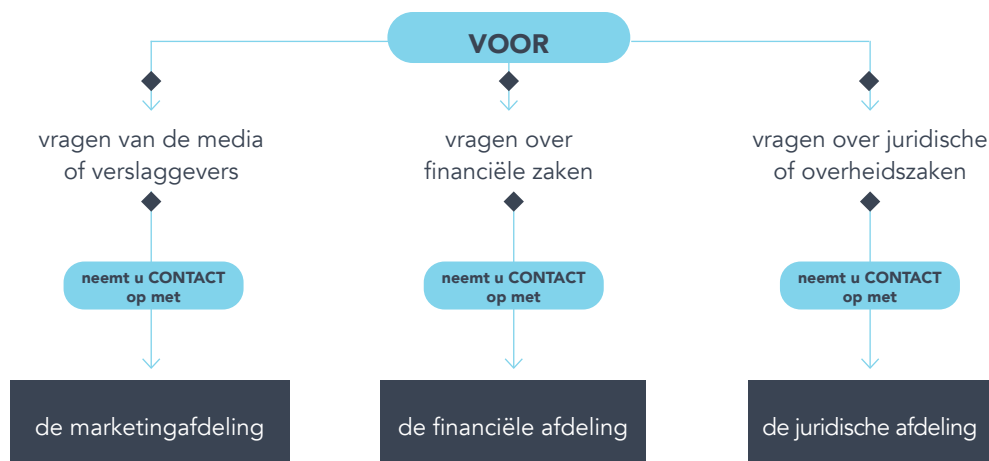 VOOR
vragen van de media
of verslaggevers
neemt u CONTACT
op met
de marketingafdeling
vragen over
financiële zaken
neemt u CONTACT
op met
de financiële afdeling
vragen over juridische
of overheidszaken
neemt u CONTACT
op met
de juridische afdeling